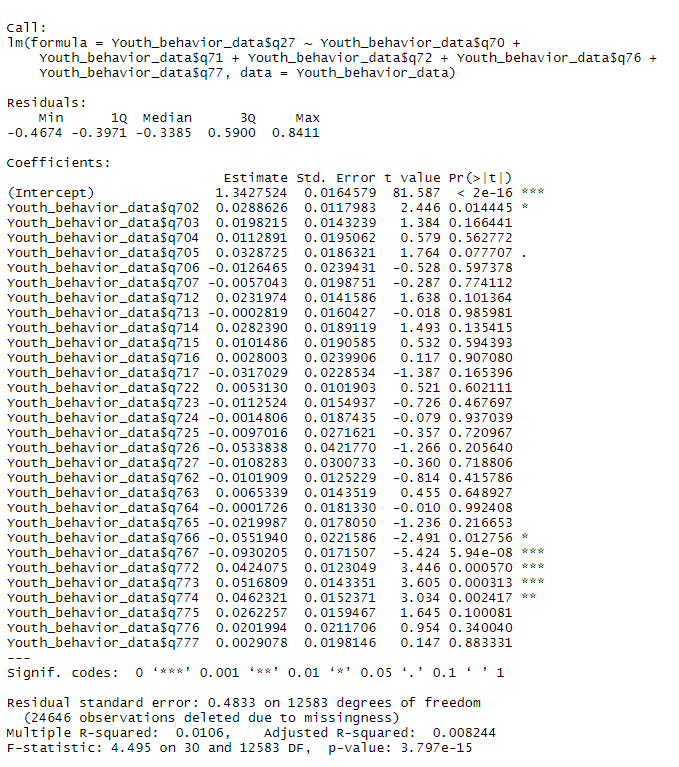 Call:
lm(formula = Youth_behavior_data$q27 ~ Youth_behavior_data$q70 +
    Youth_behavior_data$q71 + Youth_behavior_data$q72 + Youth_behavior_data$q76 +
    Youth_behavior_data$q77, data = Youth_behavior_data)

Residuals:
    Min      1Q  Median      3Q     Max
-0.4674 -0.3971 -0.3385  0.5900  0.8411

Coefficients:
                          Estimate Std. Error t value Pr(>|t|)
(Intercept)              1.3427524  0.0164579  81.587  < 2e-16 ***
Youth_behavior_data$q702  0.0288626  0.0117983   2.446 0.014445 *
Youth_behavior_data$q703  0.0198215  0.0143239   1.384 0.166441
Youth_behavior_data$q704  0.0112891  0.0195062   0.579 0.562772
Youth_behavior_data$q705  0.0328725  0.0186321   1.764 0.077707 .
Youth_behavior_data$q706 -0.0126465  0.0239431  -0.528 0.597378
Youth_behavior_data$q707 -0.0057043  0.0198751  -0.287 0.774112
Youth_behavior_data$q712  0.0231974  0.0141586   1.638 0.101364
Youth_behavior_data$q713 -0.0002819  0.0160427  -0.018 0.985981
Youth_behavior_data$q714  0.0282390  0.0189119   1.493 0.135415
Youth_behavior_data$q715  0.0101486  0.0190585   0.532 0.594393
Youth_behavior_data$q716  0.0028003  0.0239906   0.117 0.907080
Youth_behavior_data$q717 -0.0317029  0.0228534  -1.387 0.165396
Youth_behavior_data$q722  0.0053130  0.0101903   0.521 0.602111
Youth_behavior_data$q723 -0.0112524  0.0154937  -0.726 0.467697
Youth_behavior_data$q724 -0.0014806  0.0187435  -0.079 0.937039
Youth_behavior_data$q725 -0.0097016  0.0271621  -0.357 0.720967
Youth_behavior_data$q726 -0.0533838  0.0421770  -1.266 0.205640
Youth_behavior_data$q727 -0.0108283  0.0300733  -0.360 0.718806
Youth_behavior_data$q762 -0.0101909  0.0125229  -0.814 0.415786
Youth_behavior_data$q763  0.0065339  0.0143519   0.455 0.648927
Youth_behavior_data$q764 -0.0001726  0.0181330  -0.010 0.992408
Youth_behavior_data$q765 -0.0219987  0.0178050  -1.236 0.216653
Youth_behavior_data$q766 -0.0551940  0.0221586  -2.491 0.012756 *
Youth_behavior_data$q767 -0.0930205  0.0171507  -5.424 5.94e-08 ***
Youth_behavior_data$q772  0.0424075  0.0123049   3.446 0.000570 ***
Youth_behavior_data$q773  0.0516809  0.0143351   3.605 0.000313 ***
Youth_behavior_data$q774  0.0462321  0.0152371   3.034 0.002417 **
Youth_behavior_data$q775  0.0262257  0.0159467   1.645 0.100081
Youth_behavior_data$q776  0.0201994  0.0211706   0.954 0.340040
Youth_behavior_data$q777  0.0029078  0.0198146   0.147 0.883331
---
Signif. codes:  0 ‘***’ 0.001 ‘**’ 0.01 ‘*’ 0.05 ‘.’ 0.1 ‘ ’ 1

Residual standard error: 0.4833 on 12583 degrees of freedom
  (24646 observations deleted due to missingness)
Multiple R-squared:  0.0106,    Adjusted R-squared:  0.008244
F-statistic: 4.495 on 30 and 12583 DF,  p-value: 3.797e-15